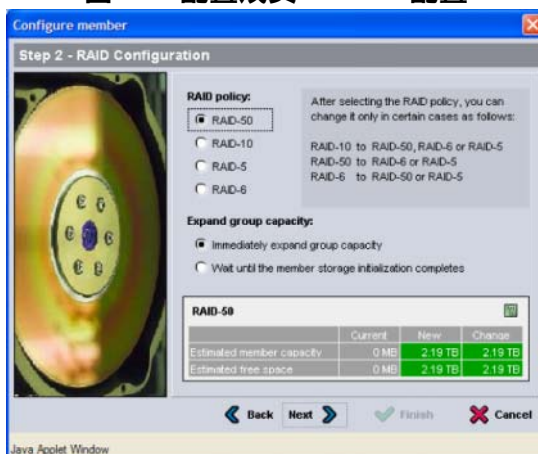 Configure member
Step 2 - RAID Configuration
RAID policy:
RAID-50
RAID-10
RAID-5
RAID-6
After selecting the RAID policy, you can
change it only in certain cases as follows:
RAID-10 to RAID-50, RAID-6 or RAID-5
RAID-50 to RAID-6 or RAID-5
RAID-6 to RAID-50 or RAID-5
Expand group capacity:
Immediately expand group capacity
Wait until the member storage initialization completes
RAID-50
Current New Change
Estimated member capacity 0 MB 2.19 TB 2.19 TB
Estimated free space 0 MB 2.19 TB 2.19 TB
Back Next Finish Cancel
Java Applet Window